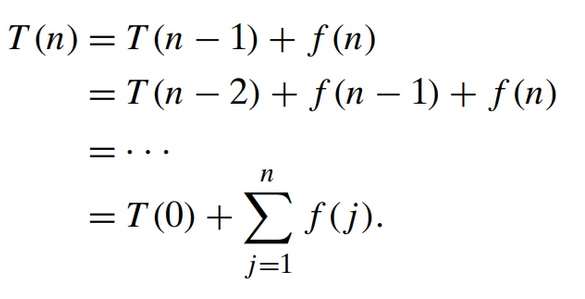 T(n) = T(n − 1) + f(n)
= T(n − 2) + f(n − 1) + f(n)
= · · ·
= T(0) + ∑_{j=1}^{n} f(j).